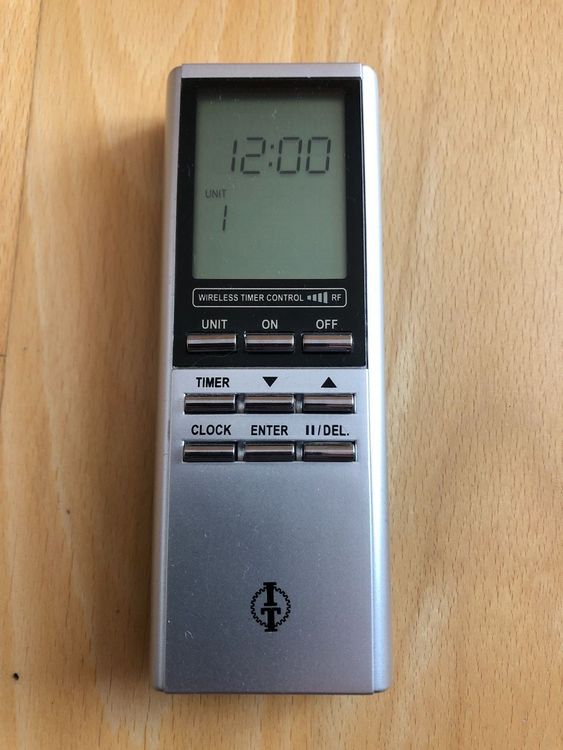 12:00
UNIT
1
WIRELESS TIMER CONTROL RF
UNIT ON OFF
TIMER ▼ ▲
CLOCK ENTER II/DEL.
I
T